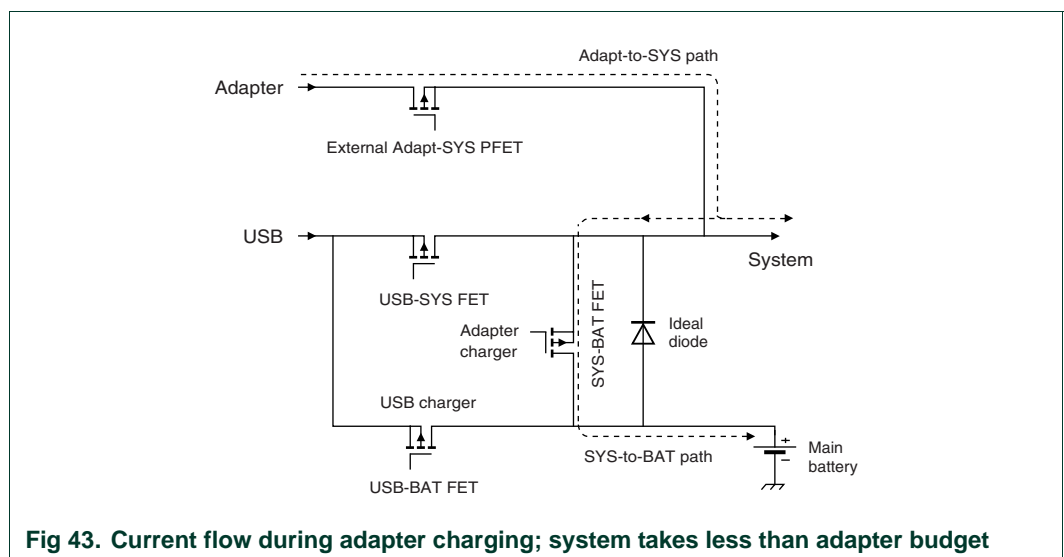 Adapt-to-SYS path
Adapter
External Adapt-SYS PFET
USB
System
USB-SYS FET
Adapter
charger
SYS-BAT FET
Ideal
diode
USB charger
SYS-to-BAT path
+
−
Main
battery
USB-BAT FET
Fig 43. Current flow during adapter charging; system takes less than adapter budget